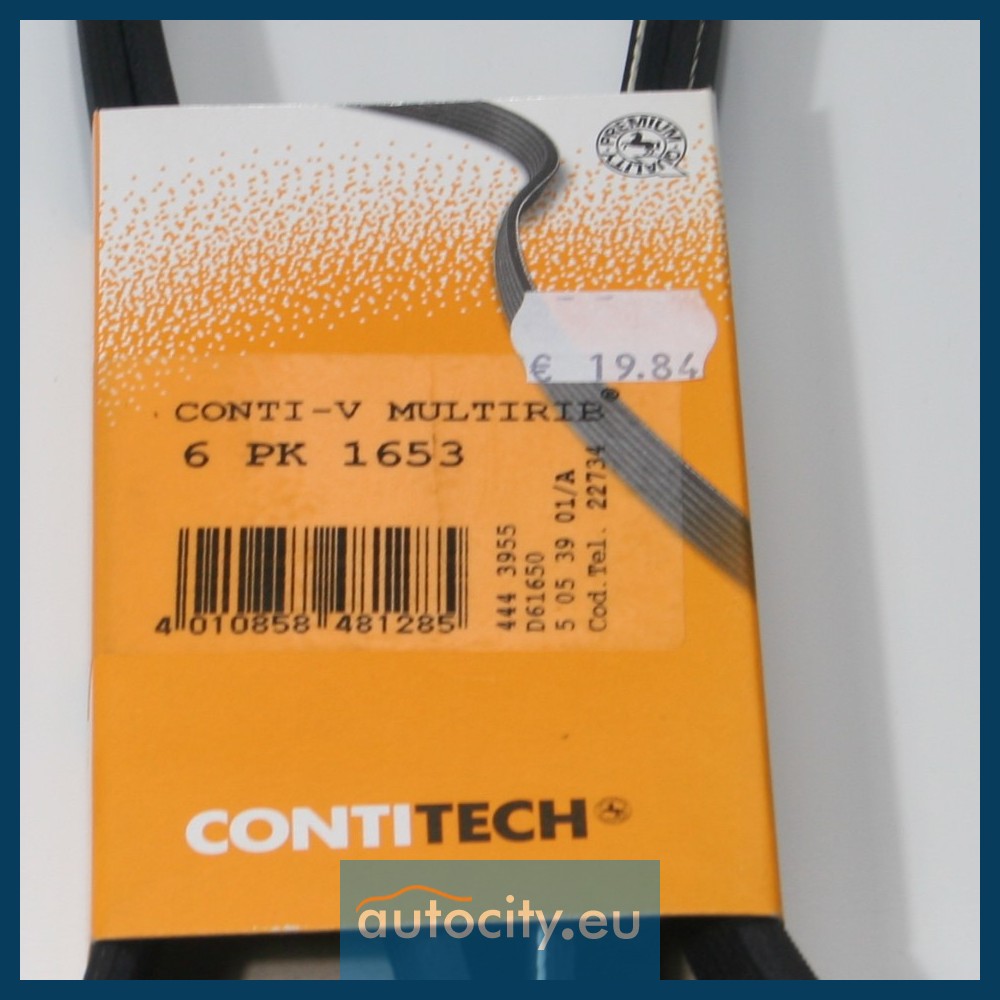 PREMIUM QUALITY
€ 19.84
CONTI-V MULTIRIB®
6 PK 1653
444 3955
D61650
5 05 39 01/A
Cod.Tel. 22734
4 010858 481285
CONTITECH
autocity.eu